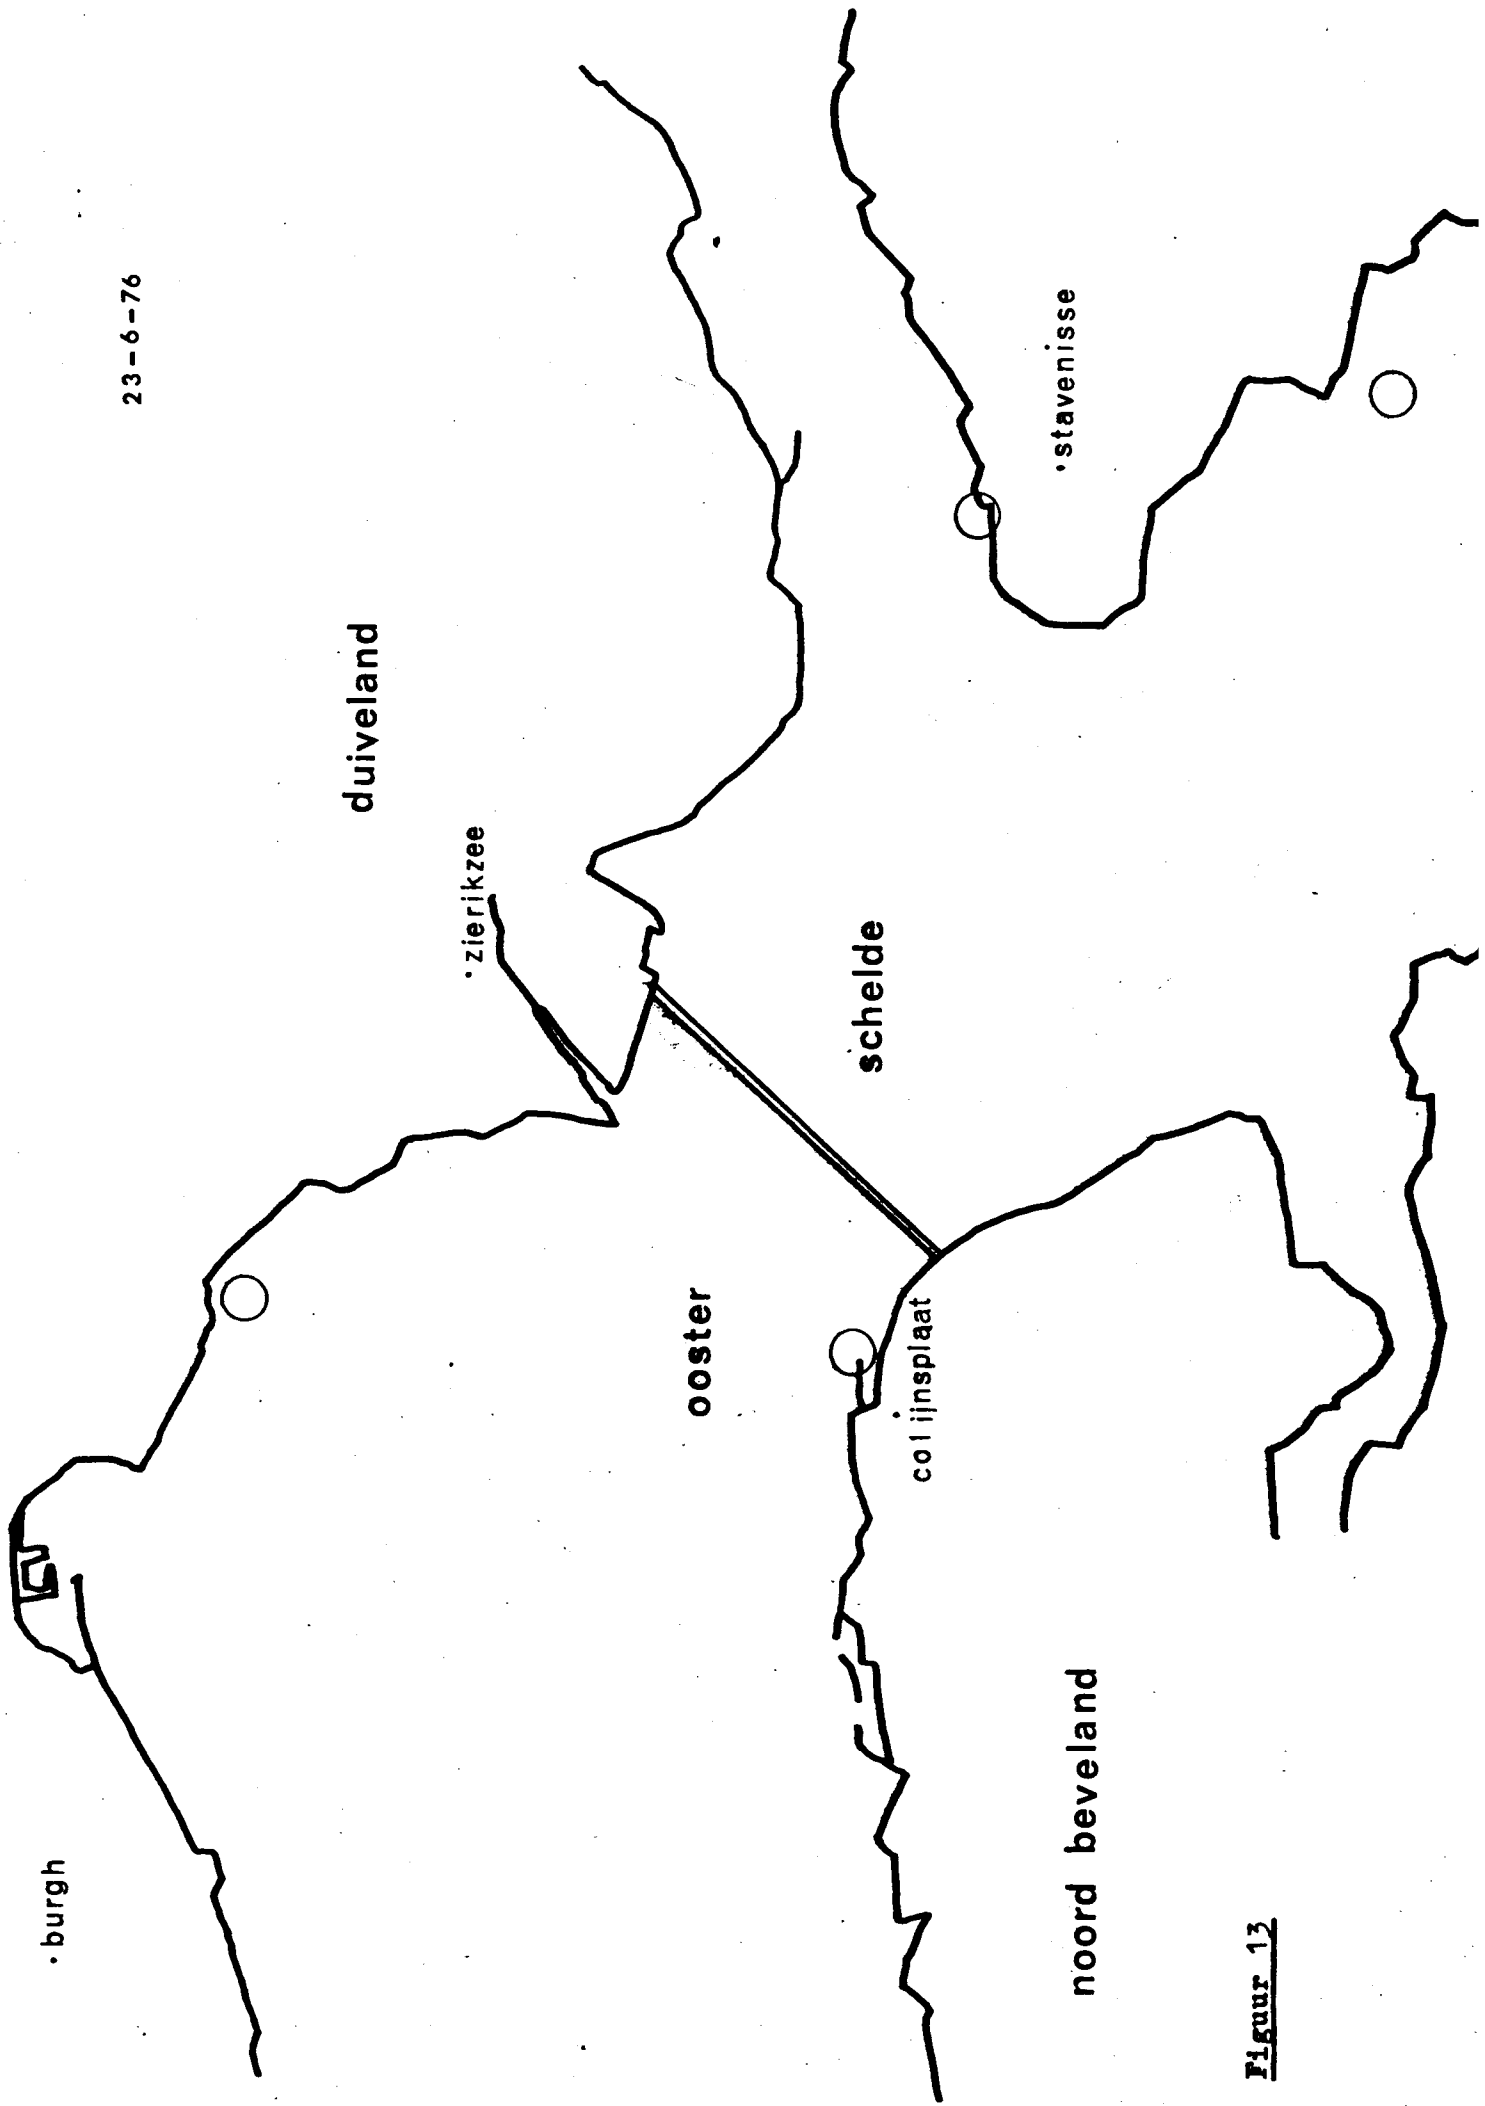 23-6-76
·burgh
duiveland
·zierikzee
ooster
schelde
colijnsplaat
·stavenisse
noord beveland
Figuur 13